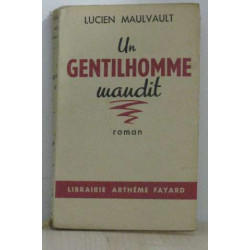 LUCIEN MAULVAULT
Un
GENTILHOMME
maudit
roman
LIBRAIRIE ARTHÈME FAYARD